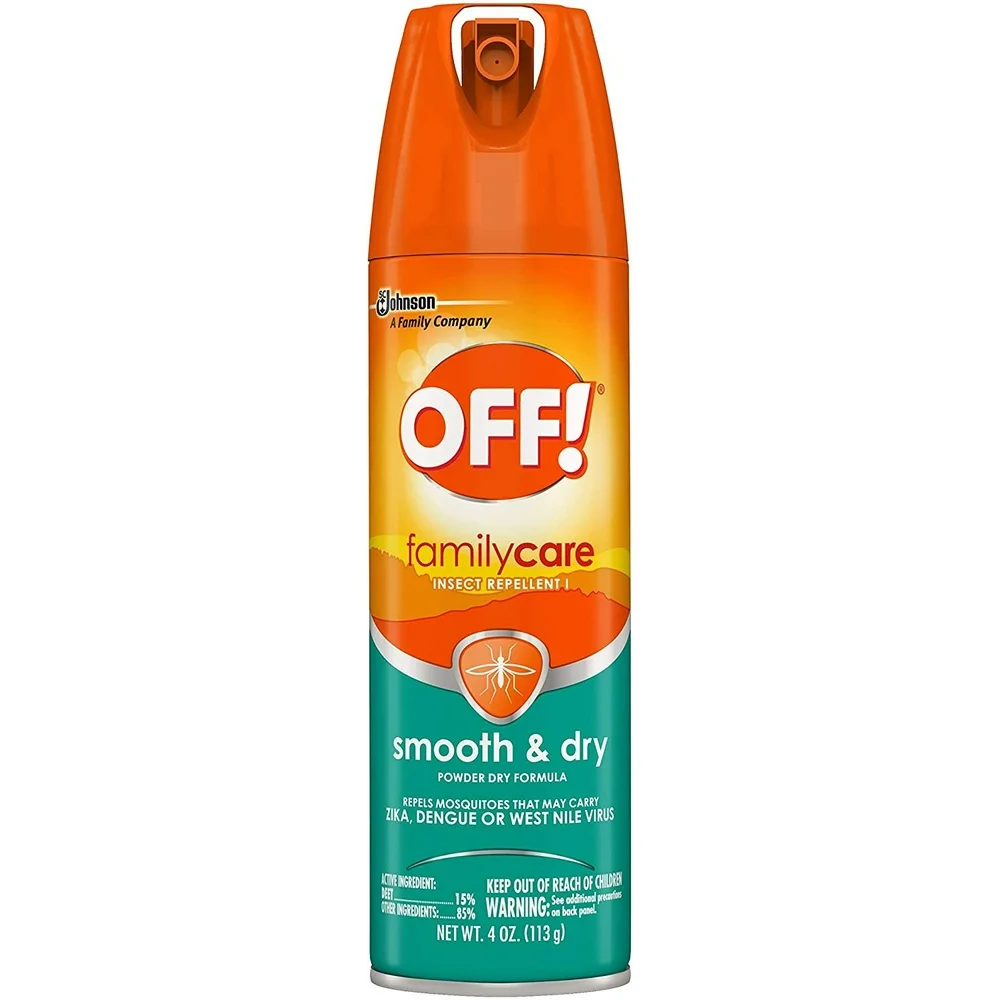 SC Johnson
A Family Company
OFF!®
familycare
INSECT REPELLENT I
smooth & dry
POWDER DRY FORMULA
REPELS MOSQUITOES THAT MAY CARRY
ZIKA, DENGUE OR WEST NILE VIRUS
ACTIVE INGREDIENT:
DEET 15%
OTHER INGREDIENTS: 85%
KEEP OUT OF REACH OF CHILDREN
WARNING: See additional precautions
on back panel.
NET WT. 4 OZ. (113 g)